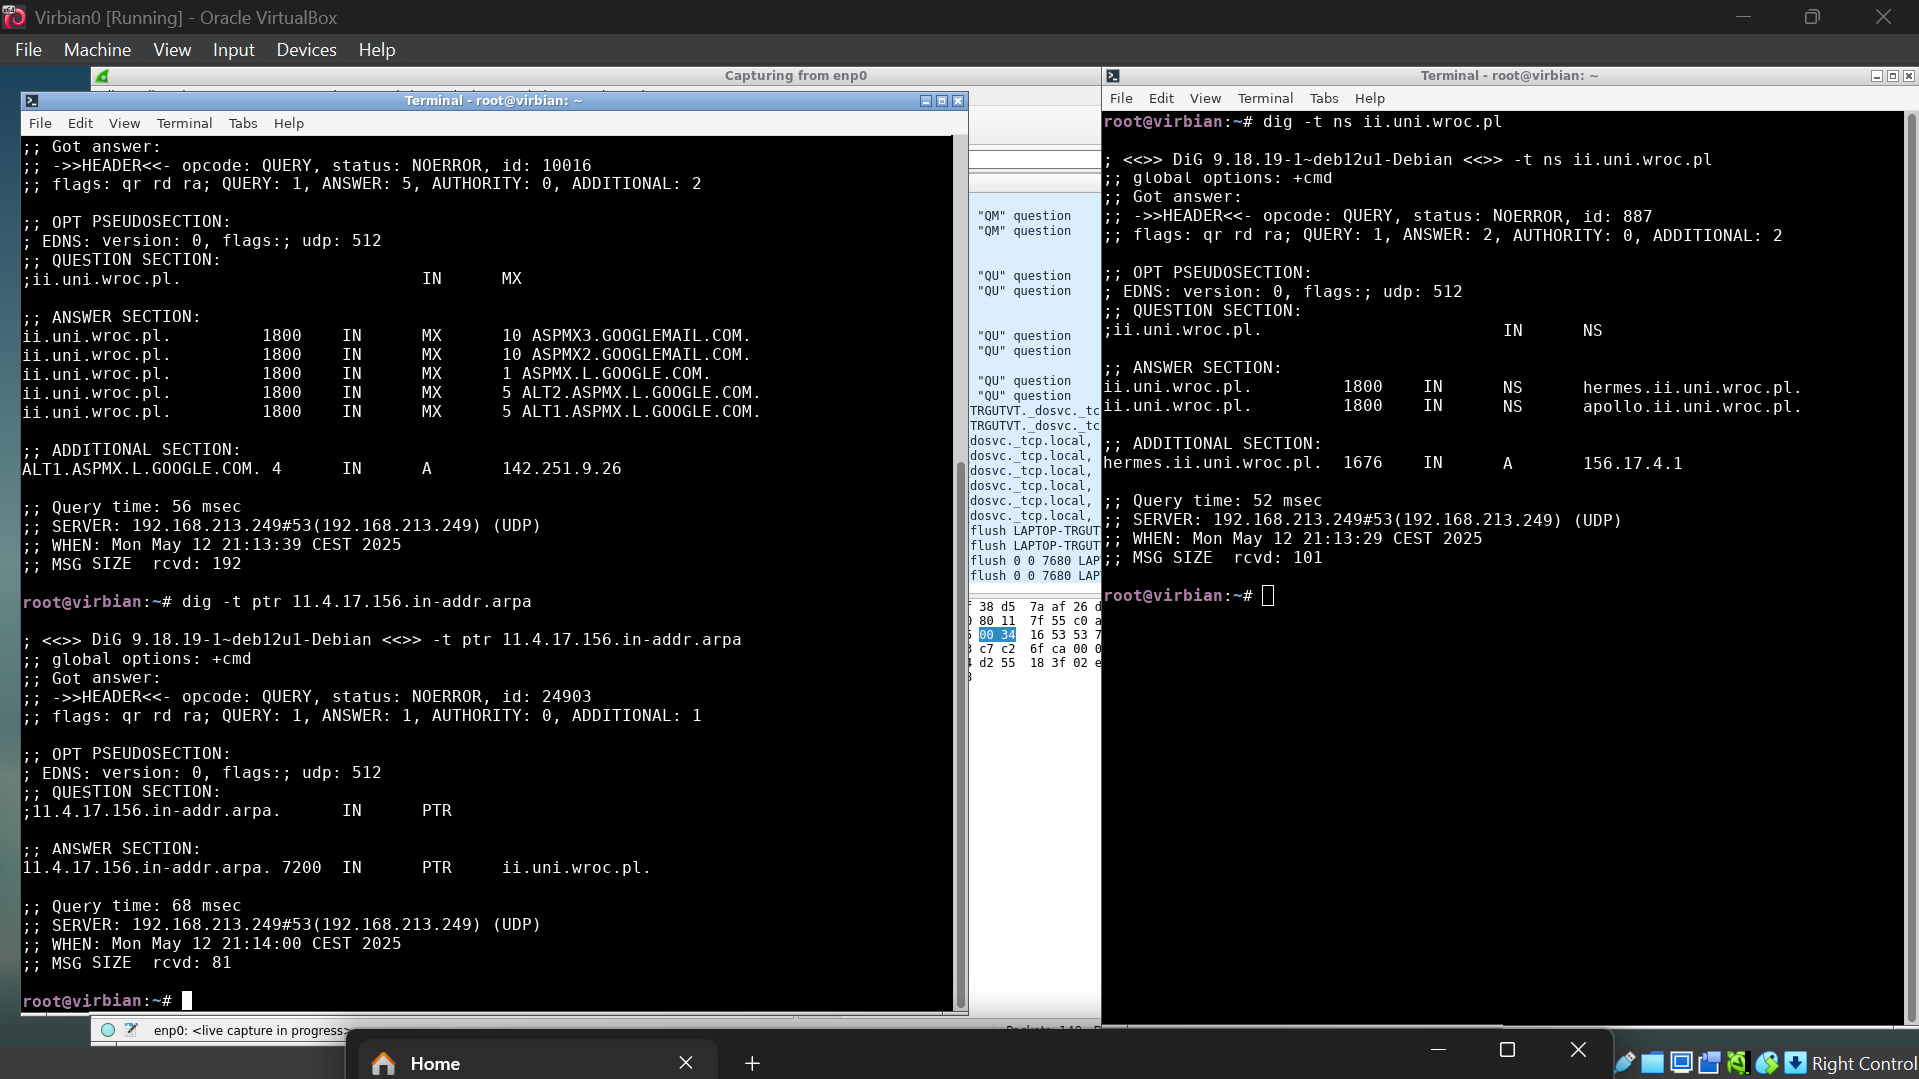 Virbian0 [Running] - Oracle VirtualBox
File Machine View Input Devices Help
Capturing from enp0
Terminal - root@virbian: ~
File Edit View Terminal Tabs Help
;; Got answer:
;; ->>HEADER<<- opcode: QUERY, status: NOERROR, id: 10016
;; flags: qr rd ra; QUERY: 1, ANSWER: 5, AUTHORITY: 0, ADDITIONAL: 2
;; OPT PSEUDOSECTION:
; EDNS: version: 0, flags:; udp: 512
;; QUESTION SECTION:
;ii.uni.wroc.pl. IN MX
;; ANSWER SECTION:
ii.uni.wroc.pl. 1800 IN MX 10 ASPMX3.GOOGLEMAIL.COM.
ii.uni.wroc.pl. 1800 IN MX 10 ASPMX2.GOOGLEMAIL.COM.
ii.uni.wroc.pl. 1800 IN MX 1 ASPMX.L.GOOGLE.COM.
ii.uni.wroc.pl. 1800 IN MX 5 ALT2.ASPMX.L.GOOGLE.COM.
ii.uni.wroc.pl. 1800 IN MX 5 ALT1.ASPMX.L.GOOGLE.COM.
;; ADDITIONAL SECTION:
ALT1.ASPMX.L.GOOGLE.COM. 4 IN A 142.251.9.26
;; Query time: 56 msec
;; SERVER: 192.168.213.249#53(192.168.213.249) (UDP)
;; WHEN: Mon May 12 21:13:39 CEST 2025
;; MSG SIZE rcvd: 192
root@virbian:~# dig -t ptr 11.4.17.156.in-addr.arpa
; <<>> DiG 9.18.19-1~deb12u1-Debian <<>> -t ptr 11.4.17.156.in-addr.arpa
;; global options: +cmd
;; Got answer:
;; ->>HEADER<<- opcode: QUERY, status: NOERROR, id: 24903
;; flags: qr rd ra; QUERY: 1, ANSWER: 1, AUTHORITY: 0, ADDITIONAL: 1
;; OPT PSEUDOSECTION:
; EDNS: version: 0, flags:; udp: 512
;; QUESTION SECTION:
;11.4.17.156.in-addr.arpa. IN PTR
;; ANSWER SECTION:
11.4.17.156.in-addr.arpa. 7200 IN PTR ii.uni.wroc.pl.
;; Query time: 68 msec
;; SERVER: 192.168.213.249#53(192.168.213.249) (UDP)
;; WHEN: Mon May 12 21:14:00 CEST 2025
;; MSG SIZE rcvd: 81
root@virbian:~#
"QM" question
"QM" question
"QU" question
"QU" question
"QU" question
"QU" question
"QU" question
"QU" question
TRGUTVT._dosvc._tc
TRGUTVT._dosvc._tc
dosvc._tcp.local,
dosvc._tcp.local,
dosvc._tcp.local,
dosvc._tcp.local,
dosvc._tcp.local,
dosvc._tcp.local,
flush LAPTOP-TRGUT
flush LAPTOP-TRGUT
flush 0 0 7680 LAP
flush 0 0 7680 LAP
38 d5 7a af 26 d
80 11 7f 55 c0 a
00 34 16 53 53 7
c7 c2 6f ca 00 0
d2 55 18 3f 02 e
Terminal - root@virbian: ~
File Edit View Terminal Tabs Help
root@virbian:~# dig -t ns ii.uni.wroc.pl
; <<>> DiG 9.18.19-1~deb12u1-Debian <<>> -t ns ii.uni.wroc.pl
;; global options: +cmd
;; Got answer:
;; ->>HEADER<<- opcode: QUERY, status: NOERROR, id: 887
;; flags: qr rd ra; QUERY: 1, ANSWER: 2, AUTHORITY: 0, ADDITIONAL: 2
;; OPT PSEUDOSECTION:
; EDNS: version: 0, flags:; udp: 512
;; QUESTION SECTION:
;ii.uni.wroc.pl. IN NS
;; ANSWER SECTION:
ii.uni.wroc.pl. 1800 IN NS hermes.ii.uni.wroc.pl.
ii.uni.wroc.pl. 1800 IN NS apollo.ii.uni.wroc.pl.
;; ADDITIONAL SECTION:
hermes.ii.uni.wroc.pl. 1676 IN A 156.17.4.1
;; Query time: 52 msec
;; SERVER: 192.168.213.249#53(192.168.213.249) (UDP)
;; WHEN: Mon May 12 21:13:29 CEST 2025
;; MSG SIZE rcvd: 101
root@virbian:~#
enp0: <live capture in progress>
Home
Right Control